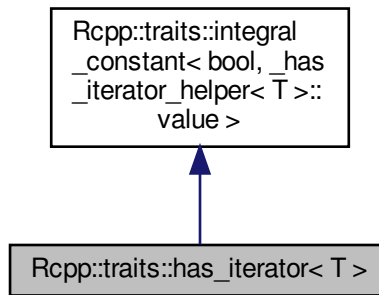 Rcpp::traits::integral
_constant< bool, _has
_iterator_helper< T >::
value >
Rcpp::traits::has_iterator< T >